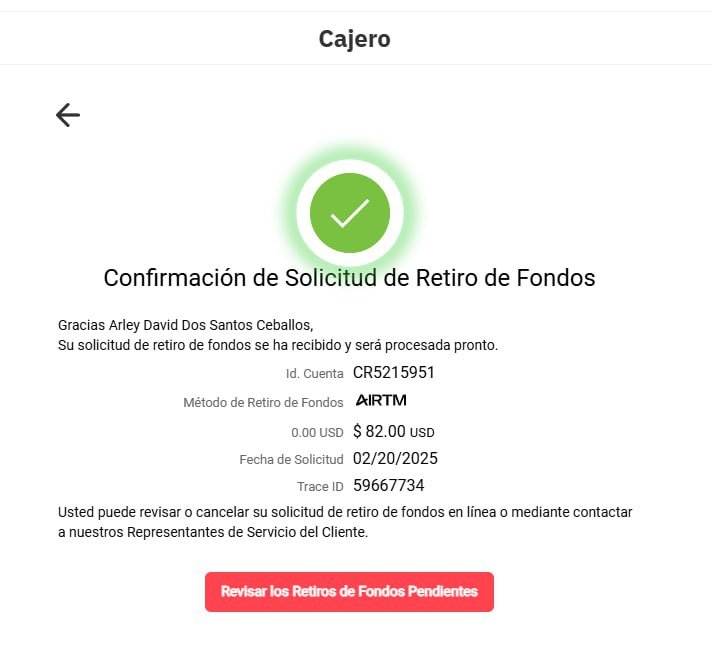 Cajero
Confirmación de Solicitud de Retiro de Fondos
Gracias Arley David Dos Santos Ceballos,
Su solicitud de retiro de fondos se ha recibido y será procesada pronto.
Id. Cuenta CR5215951
Método de Retiro de Fondos AIRTM
0.00 USD $ 82.00 USD
Fecha de Solicitud 02/20/2025
Trace ID 59667734
Usted puede revisar o cancelar su solicitud de retiro de fondos en línea o mediante contactar
a nuestros Representantes de Servicio del Cliente.
Revisar los Retiros de Fondos Pendientes